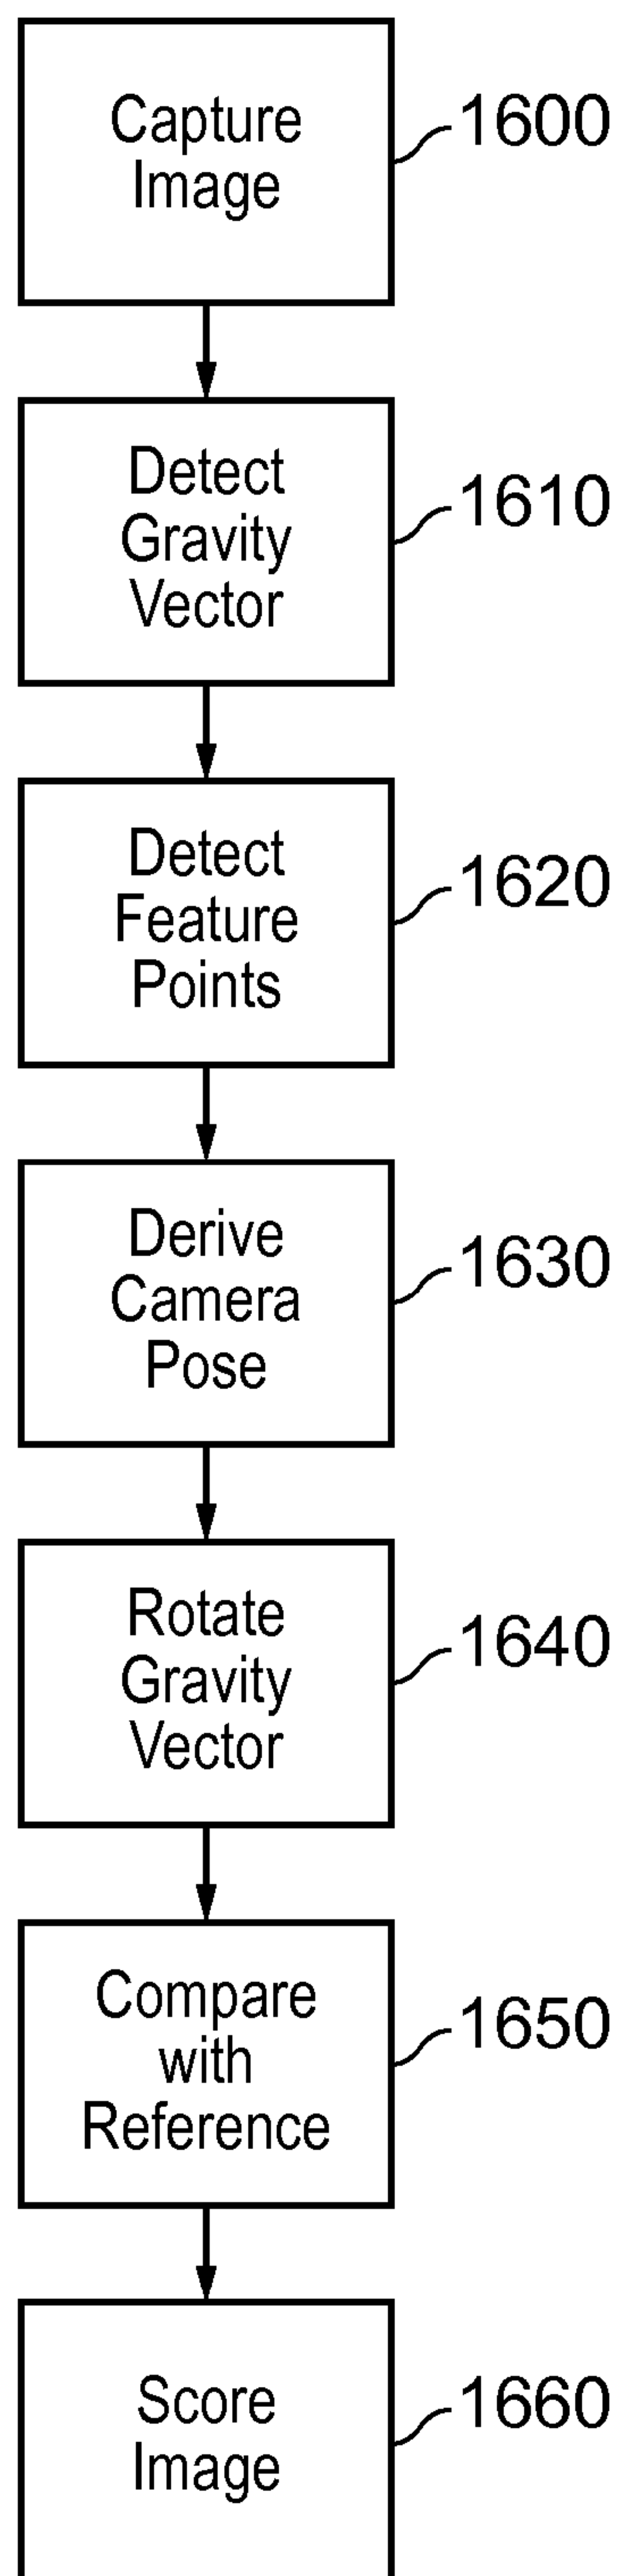 Capture
Image
1600
Detect
Gravity
Vector
1610
Detect
Feature
Points
1620
Derive
Camera
Pose
1630
Rotate
Gravity
Vector
1640
Compare
with
Reference
1650
Score
Image
1660